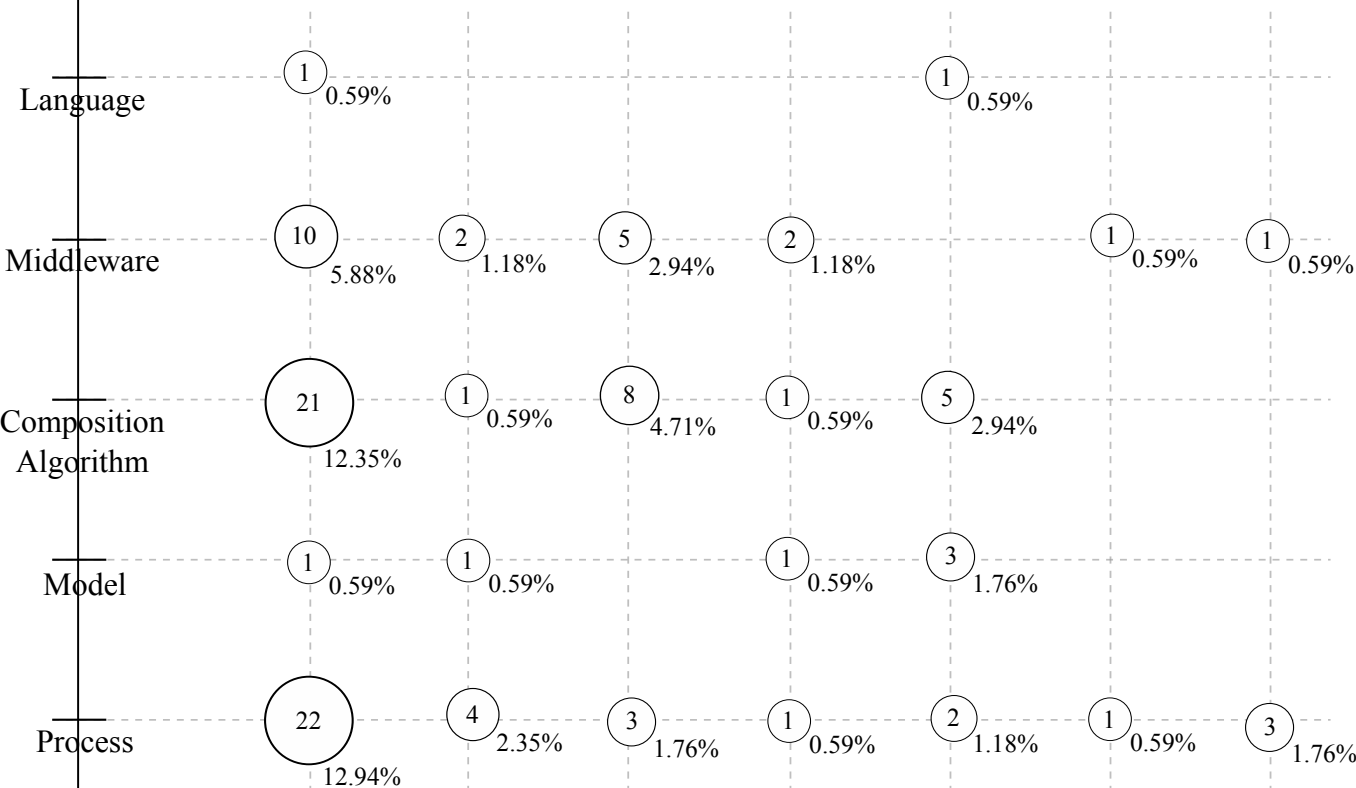 1 1
0.59% 0.59%
Language
10 2 5 2 1 1
5.88% 1.18% 2.94% 1.18% 0.59% 0.59%
Middleware
21 1 8 1 5
12.35% 0.59% 4.71% 0.59% 2.94%
Composition
Algorithm
1 1 1 3
0.59% 0.59% 0.59% 1.76%
Model
22 4 3 1 2 1 3
12.94% 2.35% 1.76% 0.59% 1.18% 0.59% 1.76%
Process